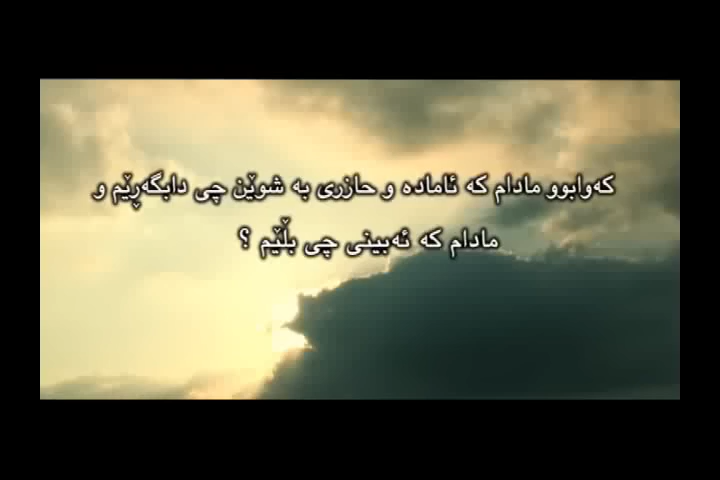 کەوابوو مادام کە ئامادە و حازری بە شوێن چی دابگەڕێم و
مادام کە ئەبینی چی بڵێم ؟